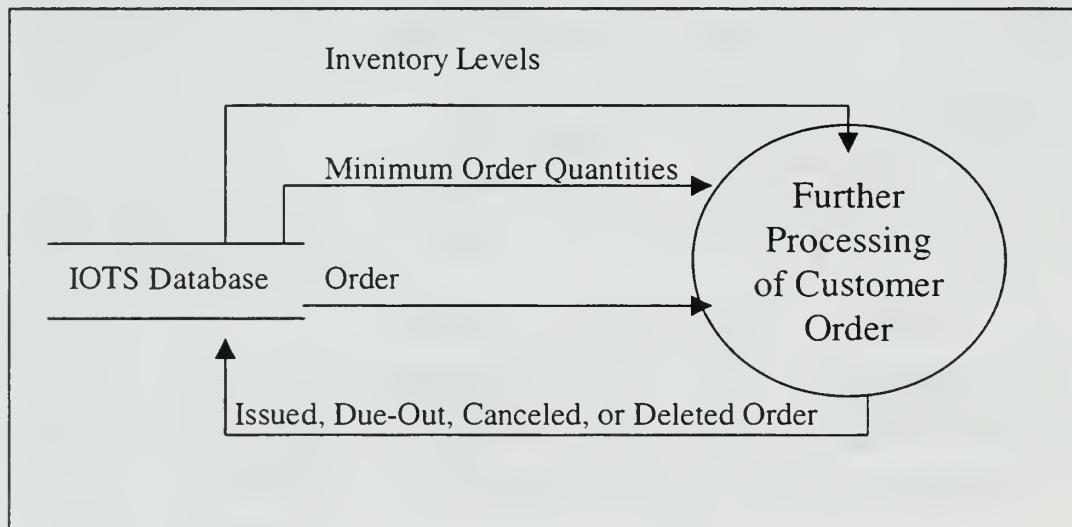 Inventory Levels
Minimum Order Quantities
Further
Processing
of Customer
Order
IOTS Database
Order
Issued, Due-Out, Canceled, or Deleted Order